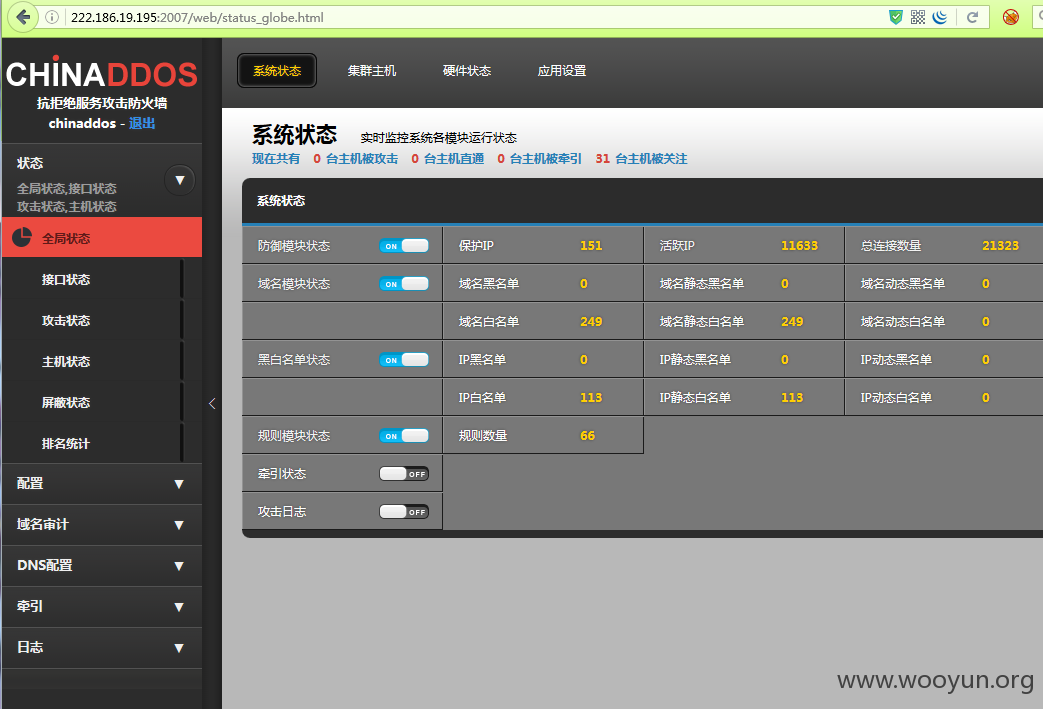 222.186.19.195:2007/web/status_globe.html
CHINADDOS
抗拒绝服务攻击防火墙
chinaddos - 退出
状态
全局状态,接口状态
攻击状态,主机状态
全局状态
接口状态
攻击状态
主机状态
屏蔽状态
排名统计
配置
域名审计
DNS配置
牵引
日志
系统状态 集群主机 硬件状态 应用设置
系统状态 实时监控系统各模块运行状态
现在共有 0 台主机被攻击 0 台主机直通 0 台主机被牵引 31 台主机被关注
系统状态
防御模块状态 ON 保护IP 151 活跃IP 11633 总连接数量 21323
域名模块状态 ON 域名黑名单 0 域名静态黑名单 0 域名动态黑名单 0
域名白名单 249 域名静态白名单 249 域名动态白名单 0
黑白名单状态 ON IP黑名单 0 IP静态黑名单 0 IP动态黑名单 0
IP白名单 113 IP静态白名单 113 IP动态白名单 0
规则模块状态 ON 规则数量 66
牵引状态 OFF
攻击日志 OFF
www.wooyun.org